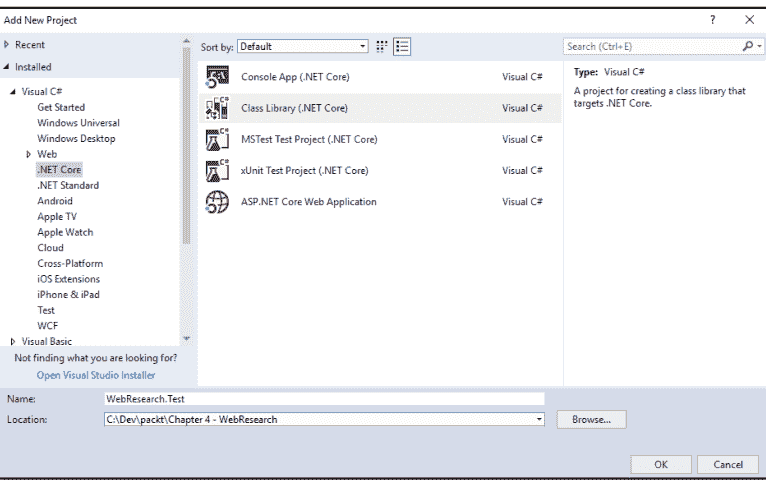 Add New Project
?
Recent
Installed
Visual C#
Get Started
Windows Universal
Windows Desktop
Web
.NET Core
.NET Standard
Android
Apple TV
Apple Watch
Cloud
Cross-Platform
iOS Extensions
iPhone & iPad
Test
WCF
Visual Basic
Not finding what you are looking for?
Open Visual Studio Installer
Sort by: Default
Console App (.NET Core) Visual C#
Class Library (.NET Core) Visual C#
MSTest Test Project (.NET Core) Visual C#
xUnit Test Project (.NET Core) Visual C#
ASP.NET Core Web Application Visual C#
Search (Ctrl+E)
Type: Visual C#
A project for creating a class library that
targets .NET Core.
Name: WebResearch.Test
Location: C:\Dev\packt\Chapter 4 - WebResearch
Browse...
OK Cancel